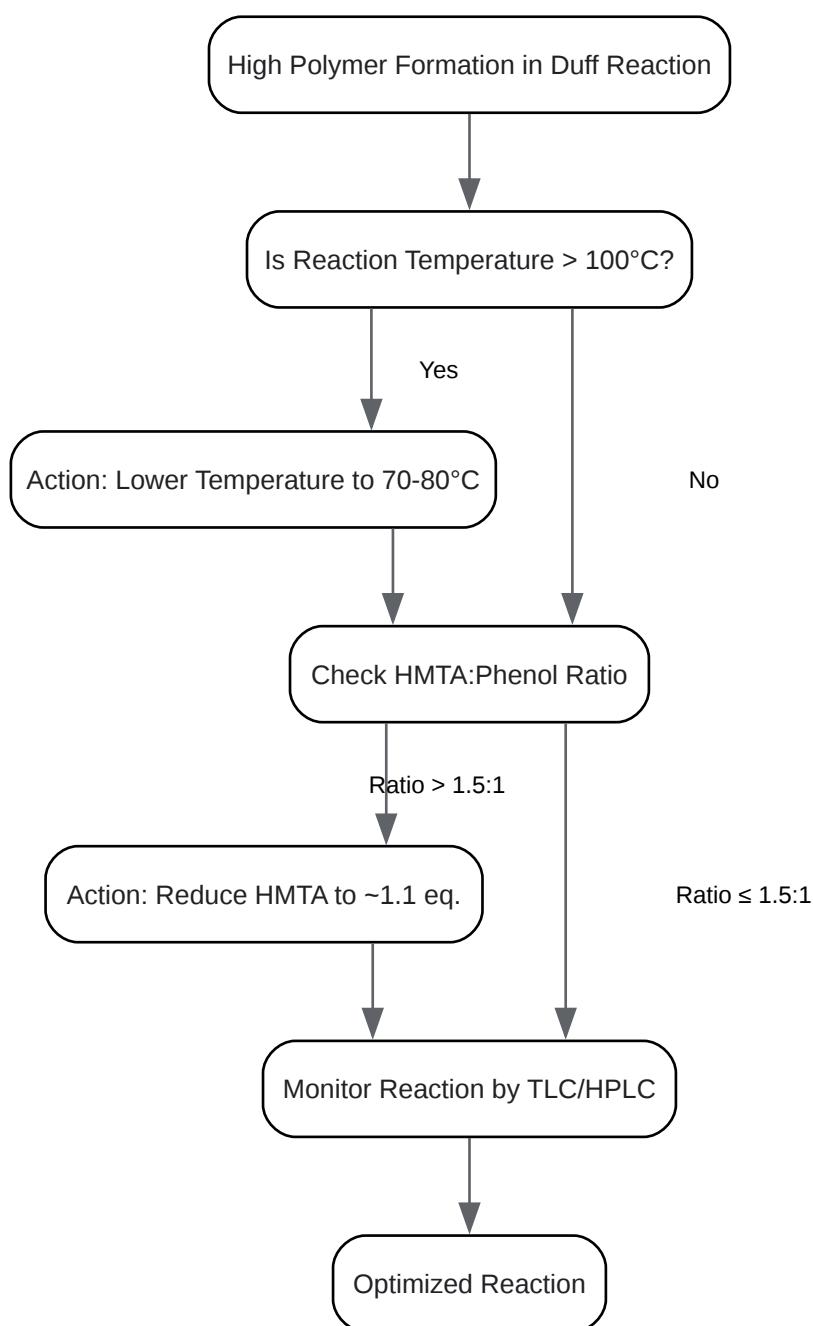 High Polymer Formation in Duff Reaction
Is Reaction Temperature > 100°C?
Yes
Action: Lower Temperature to 70-80°C
No
Check HMTA:Phenol Ratio
Ratio > 1.5:1
Action: Reduce HMTA to ~1.1 eq.
Ratio ≤ 1.5:1
Monitor Reaction by TLC/HPLC
Optimized Reaction